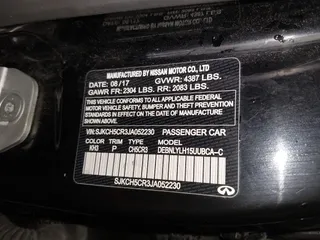 MANUFACTURED BY NISSAN MOTOR CO., LTD
DATE: 08/17 GVWR: 4387 LBS.
GAWR FR: 2304 LBS. RR: 2083 LBS.
THIS VEHICLE CONFORMS TO ALL APPLICABLE FEDERAL
MOTOR VEHICLE SAFETY, BUMPER AND THEFT PREVENTION
STANDARDS IN EFFECT ON THE DATE OF MANUFACTURE
SHOWN ABOVE.
VIN: SJKCH5CR3JA052230 PASSENGER CAR
COLOR TRIM TYPE MODEL
KH3 P CH5CR3 DEBNLYLH15UUBCA-C
SJKCH5CR3JA052230